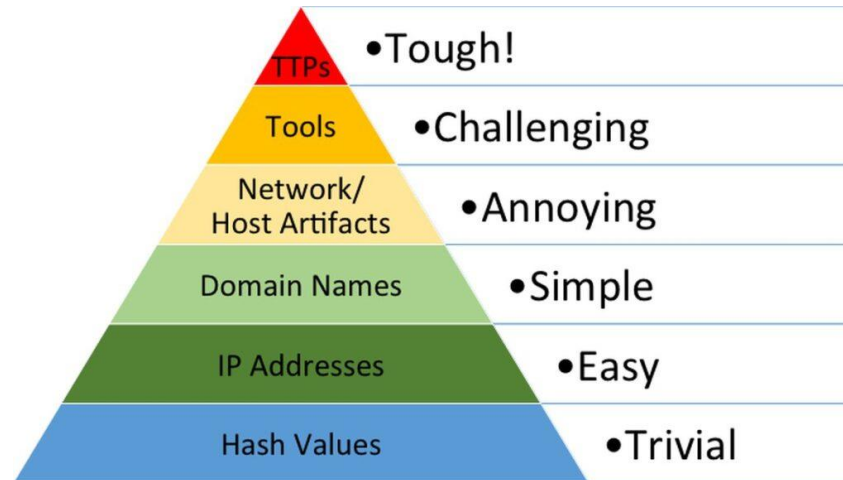 TTPs
•Tough!
Tools
•Challenging
Network/
Host Artifacts
•Annoying
Domain Names
•Simple
IP Addresses
•Easy
Hash Values
•Trivial